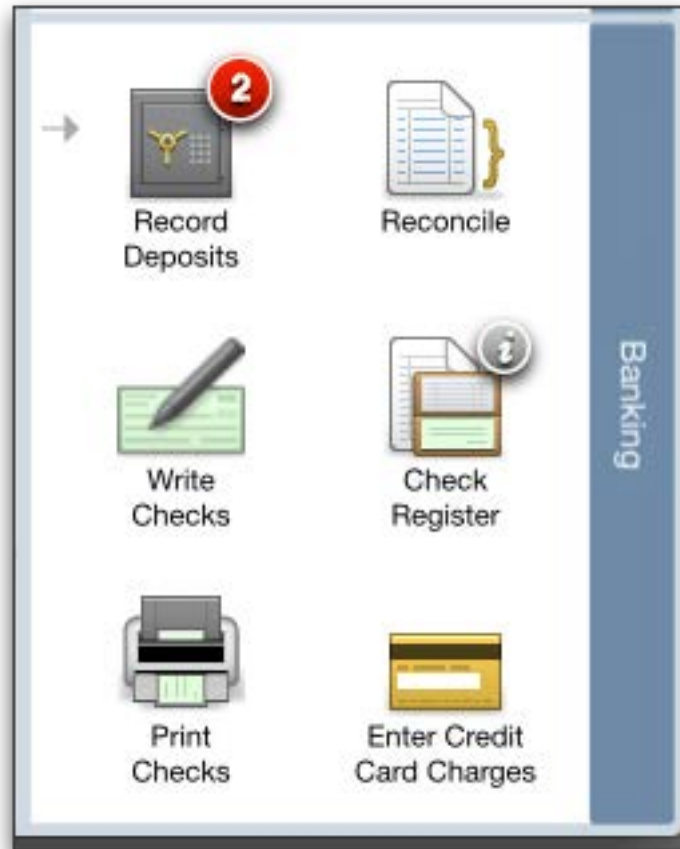 2
Record
Deposits
Reconcile
i
Write
Checks
Check
Register
Print
Checks
Enter Credit
Card Charges
Banking